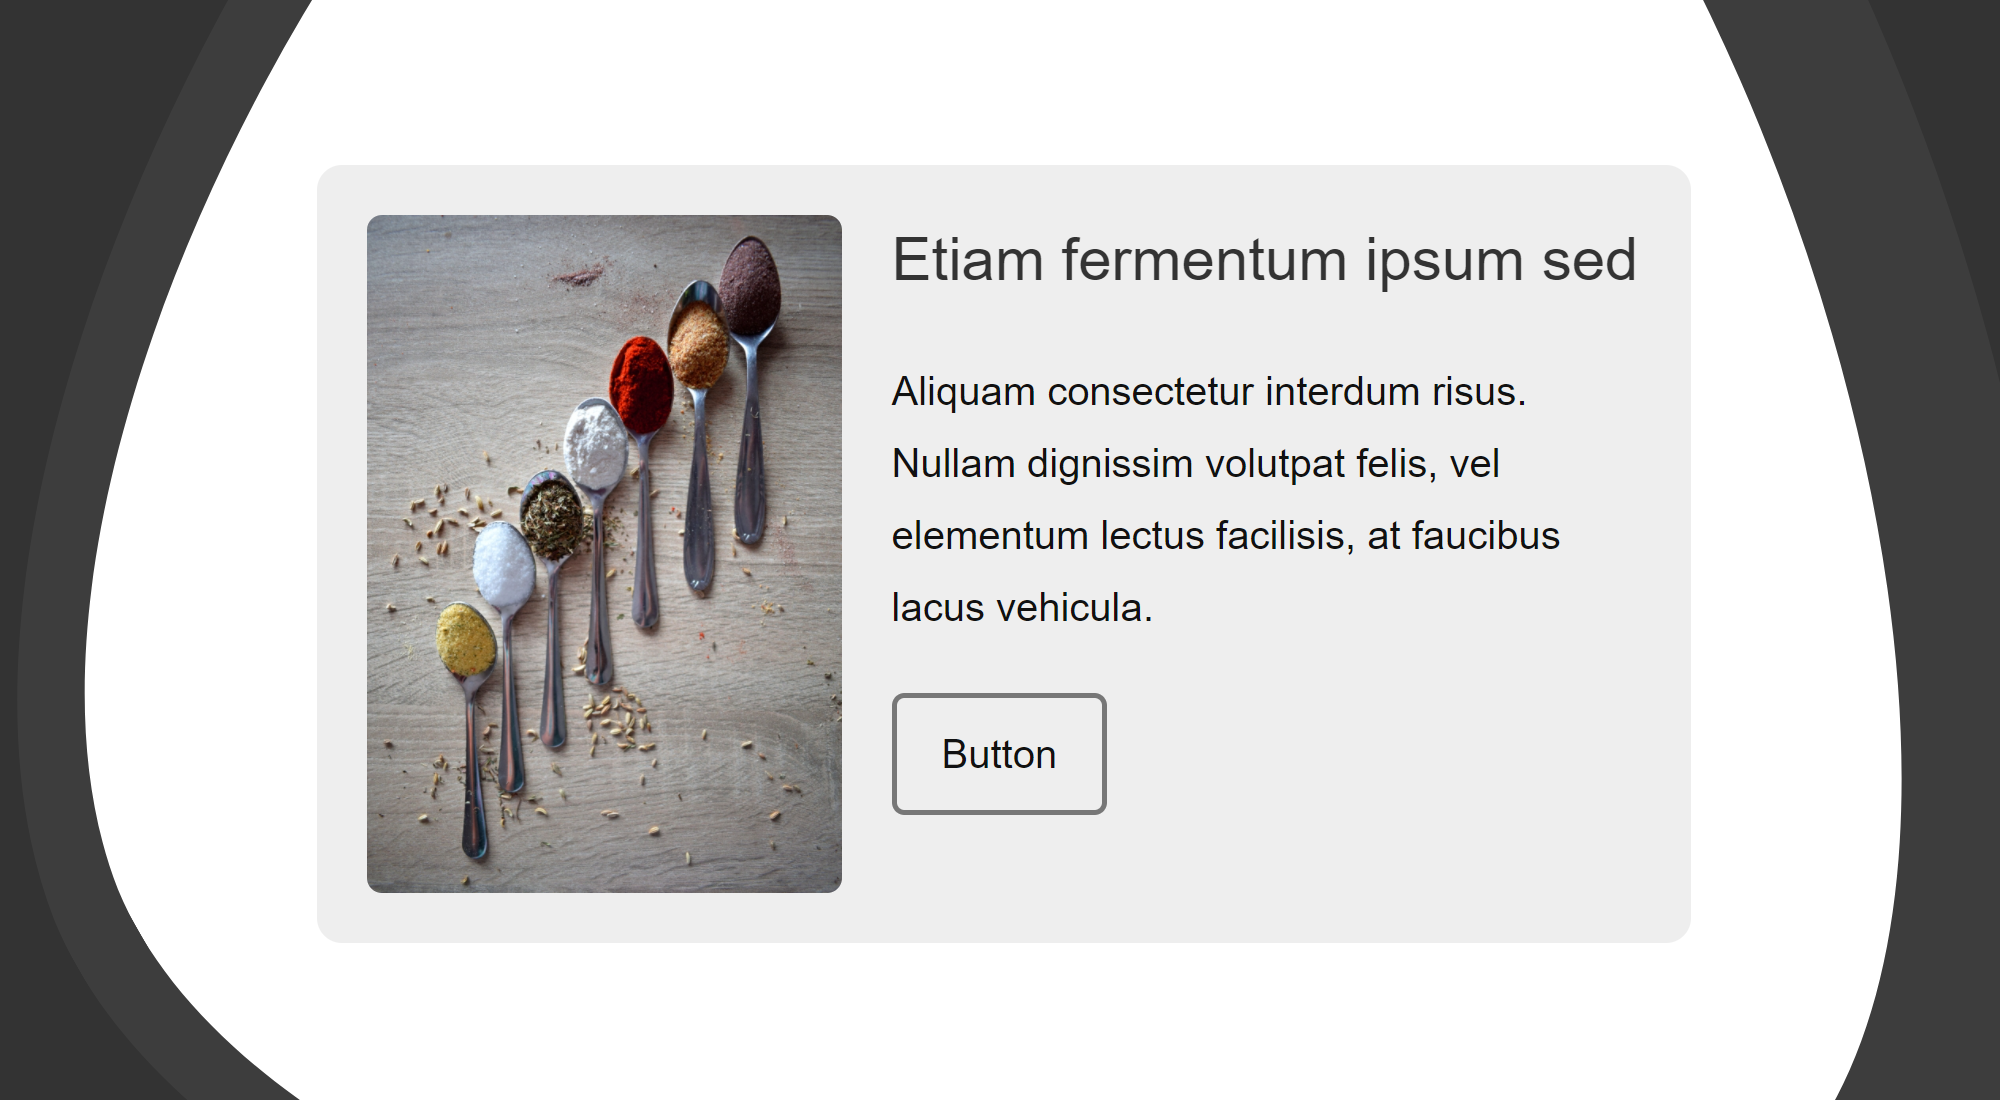 Etiam fermentum ipsum sed
Aliquam consectetur interdum risus.
Nullam dignissim volutpat felis, vel
elementum lectus facilisis, at faucibus
lacus vehicula.
Button